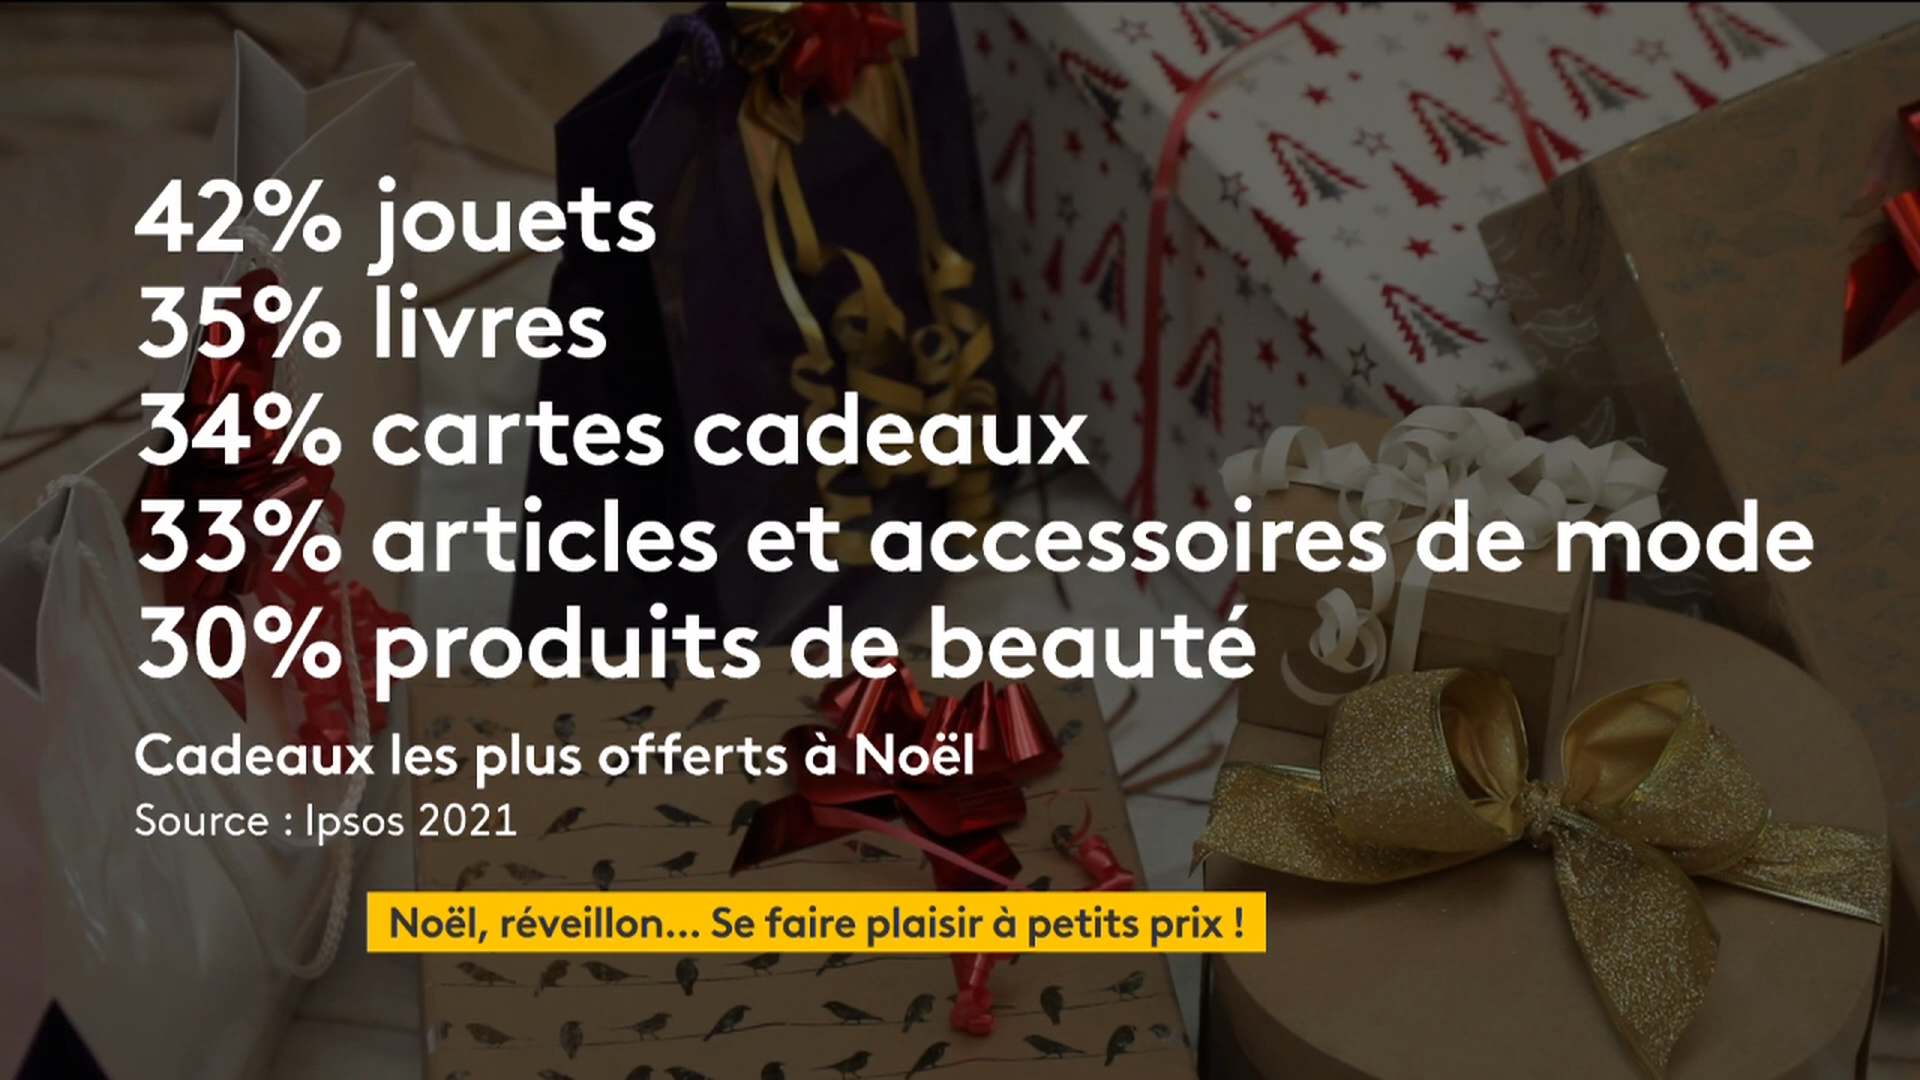 42% jouets
35% livres
34% cartes cadeaux
33% articles et accessoires de mode
30% produits de beauté
Cadeaux les plus offerts à Noël
Source : Ipsos 2021
Noël, réveillon... Se faire plaisir à petits prix !